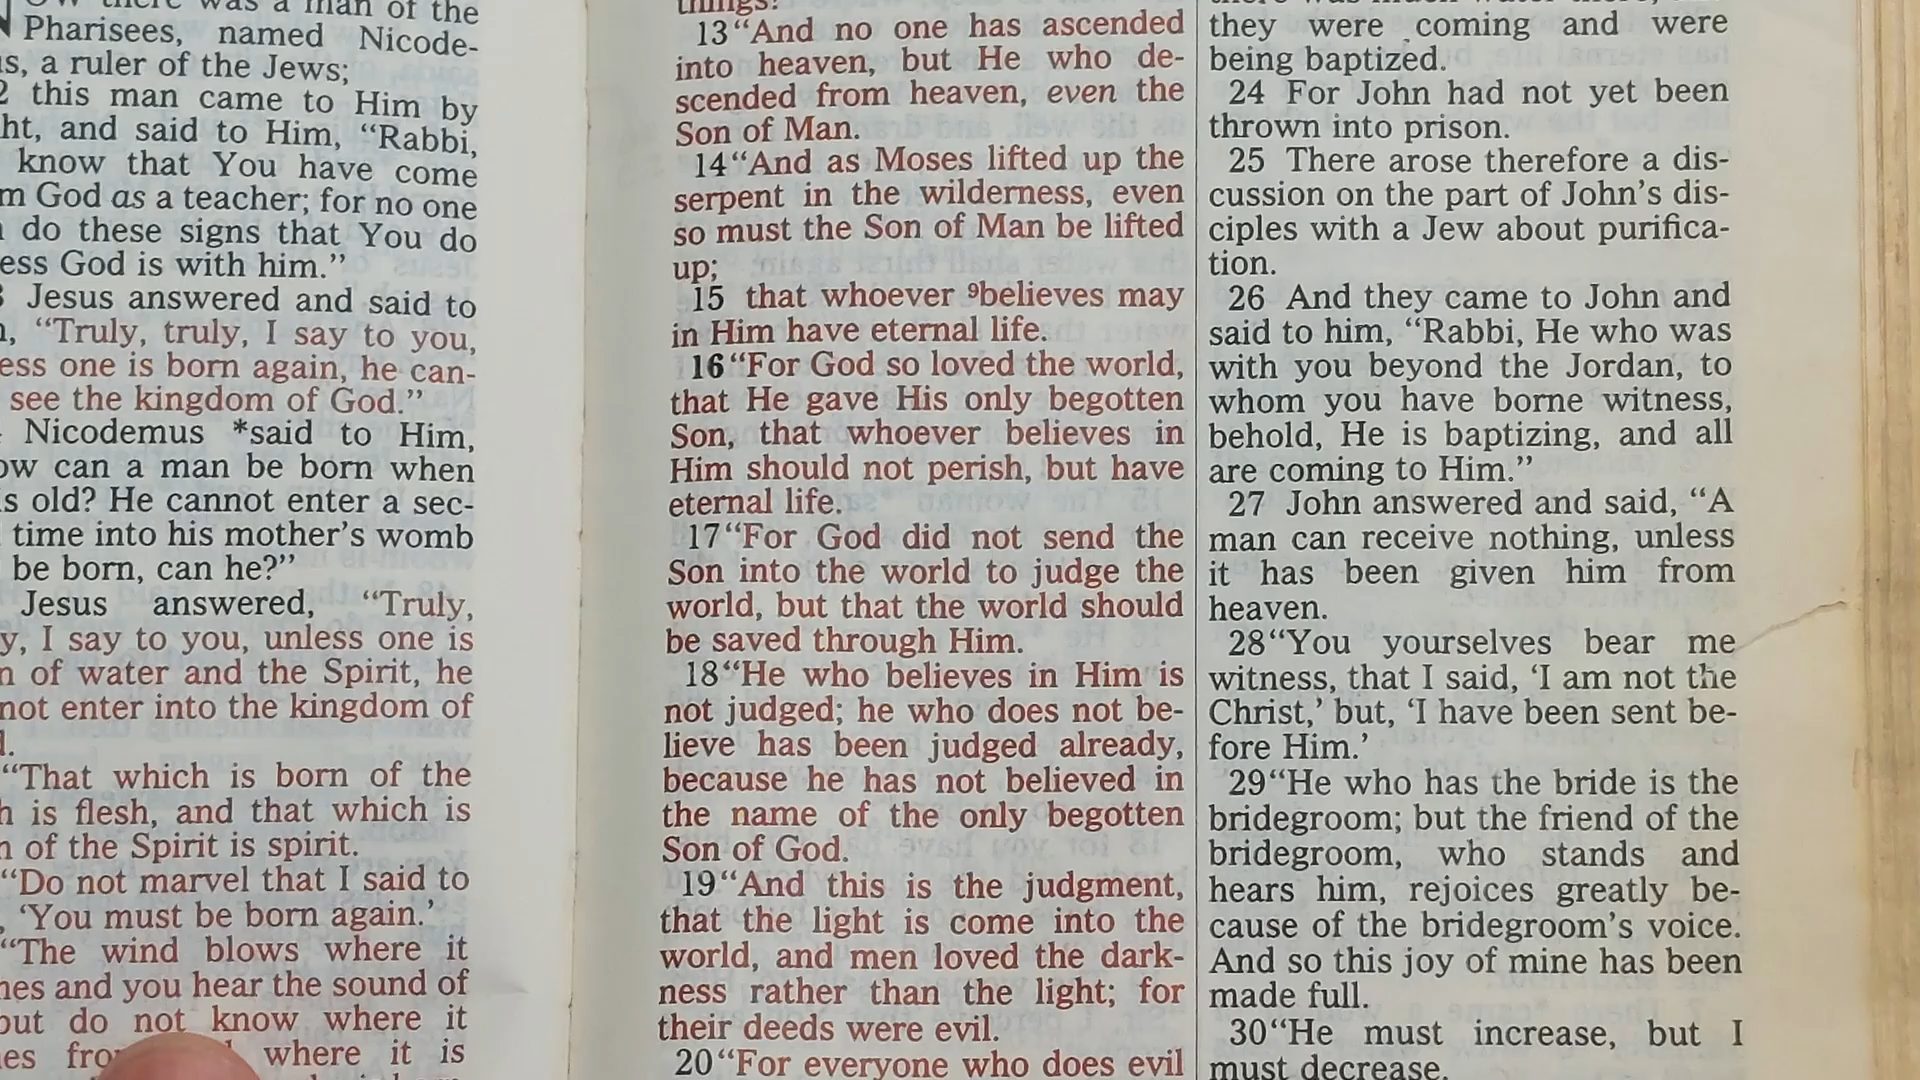 there was a man of the
Pharisees, named Nicode-
a ruler of the Jews;
2 this man came to Him by
and said to Him, “Rabbi,
know that You have come
God as a teacher; for no one
do these signs that You do
God is with him.”
Jesus answered and said to
“Truly, truly, I say to you,
one is born again, he can-
see the kingdom of God.”
Nicodemus *said to Him,
can a man be born when
old? He cannot enter a sec-
time into his mother’s womb
be born, can he?”
Jesus answered, “Truly,
I say to you, unless one is
of water and the Spirit, he
not enter into the kingdom of
“That which is born of the
is flesh, and that which is
of the Spirit is spirit.
“Do not marvel that I said to
‘You must be born again.’
“The wind blows where it
and you hear the sound of
but do not know where it
where it is
things?
13 “And no one has ascended
into heaven, but He who de-
scended from heaven, even the
Son of Man.
14 “And as Moses lifted up the
serpent in the wilderness, even
so must the Son of Man be lifted
up;
15 that whoever ⁹believes may
in Him have eternal life.
16 “For God so loved the world,
that He gave His only begotten
Son, that whoever believes in
Him should not perish, but have
eternal life.
17 “For God did not send the
Son into the world to judge the
world, but that the world should
be saved through Him.
18 “He who believes in Him is
not judged; he who does not be-
lieve has been judged already,
because he has not believed in
the name of the only begotten
Son of God.
19 “And this is the judgment,
that the light is come into the
world, and men loved the dark-
ness rather than the light; for
their deeds were evil.
20 “For everyone who does evil
they were coming and were
being baptized.
24 For John had not yet been
thrown into prison.
25 There arose therefore a dis-
cussion on the part of John’s dis-
ciples with a Jew about purifica-
tion.
26 And they came to John and
said to him, “Rabbi, He who was
with you beyond the Jordan, to
whom you have borne witness,
behold, He is baptizing, and all
are coming to Him.”
27 John answered and said, “A
man can receive nothing, unless
it has been given him from
heaven.
28 “You yourselves bear me
witness, that I said, ‘I am not the
Christ,’ but, ‘I have been sent be-
fore Him.’
29 “He who has the bride is the
bridegroom; but the friend of the
bridegroom, who stands and
hears him, rejoices greatly be-
cause of the bridegroom’s voice.
And so this joy of mine has been
made full.
30 “He must increase, but I
must decrease.